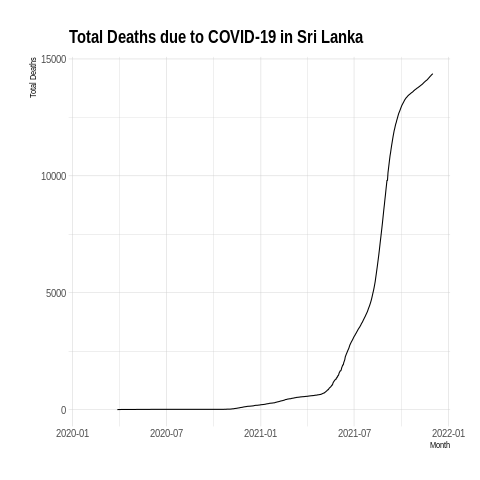 Total Deaths due to COVID-19 in Sri Lanka
Total Deaths
15000
10000
5000
0
2020-01 2020-07 2021-01 2021-07 2022-01
Month